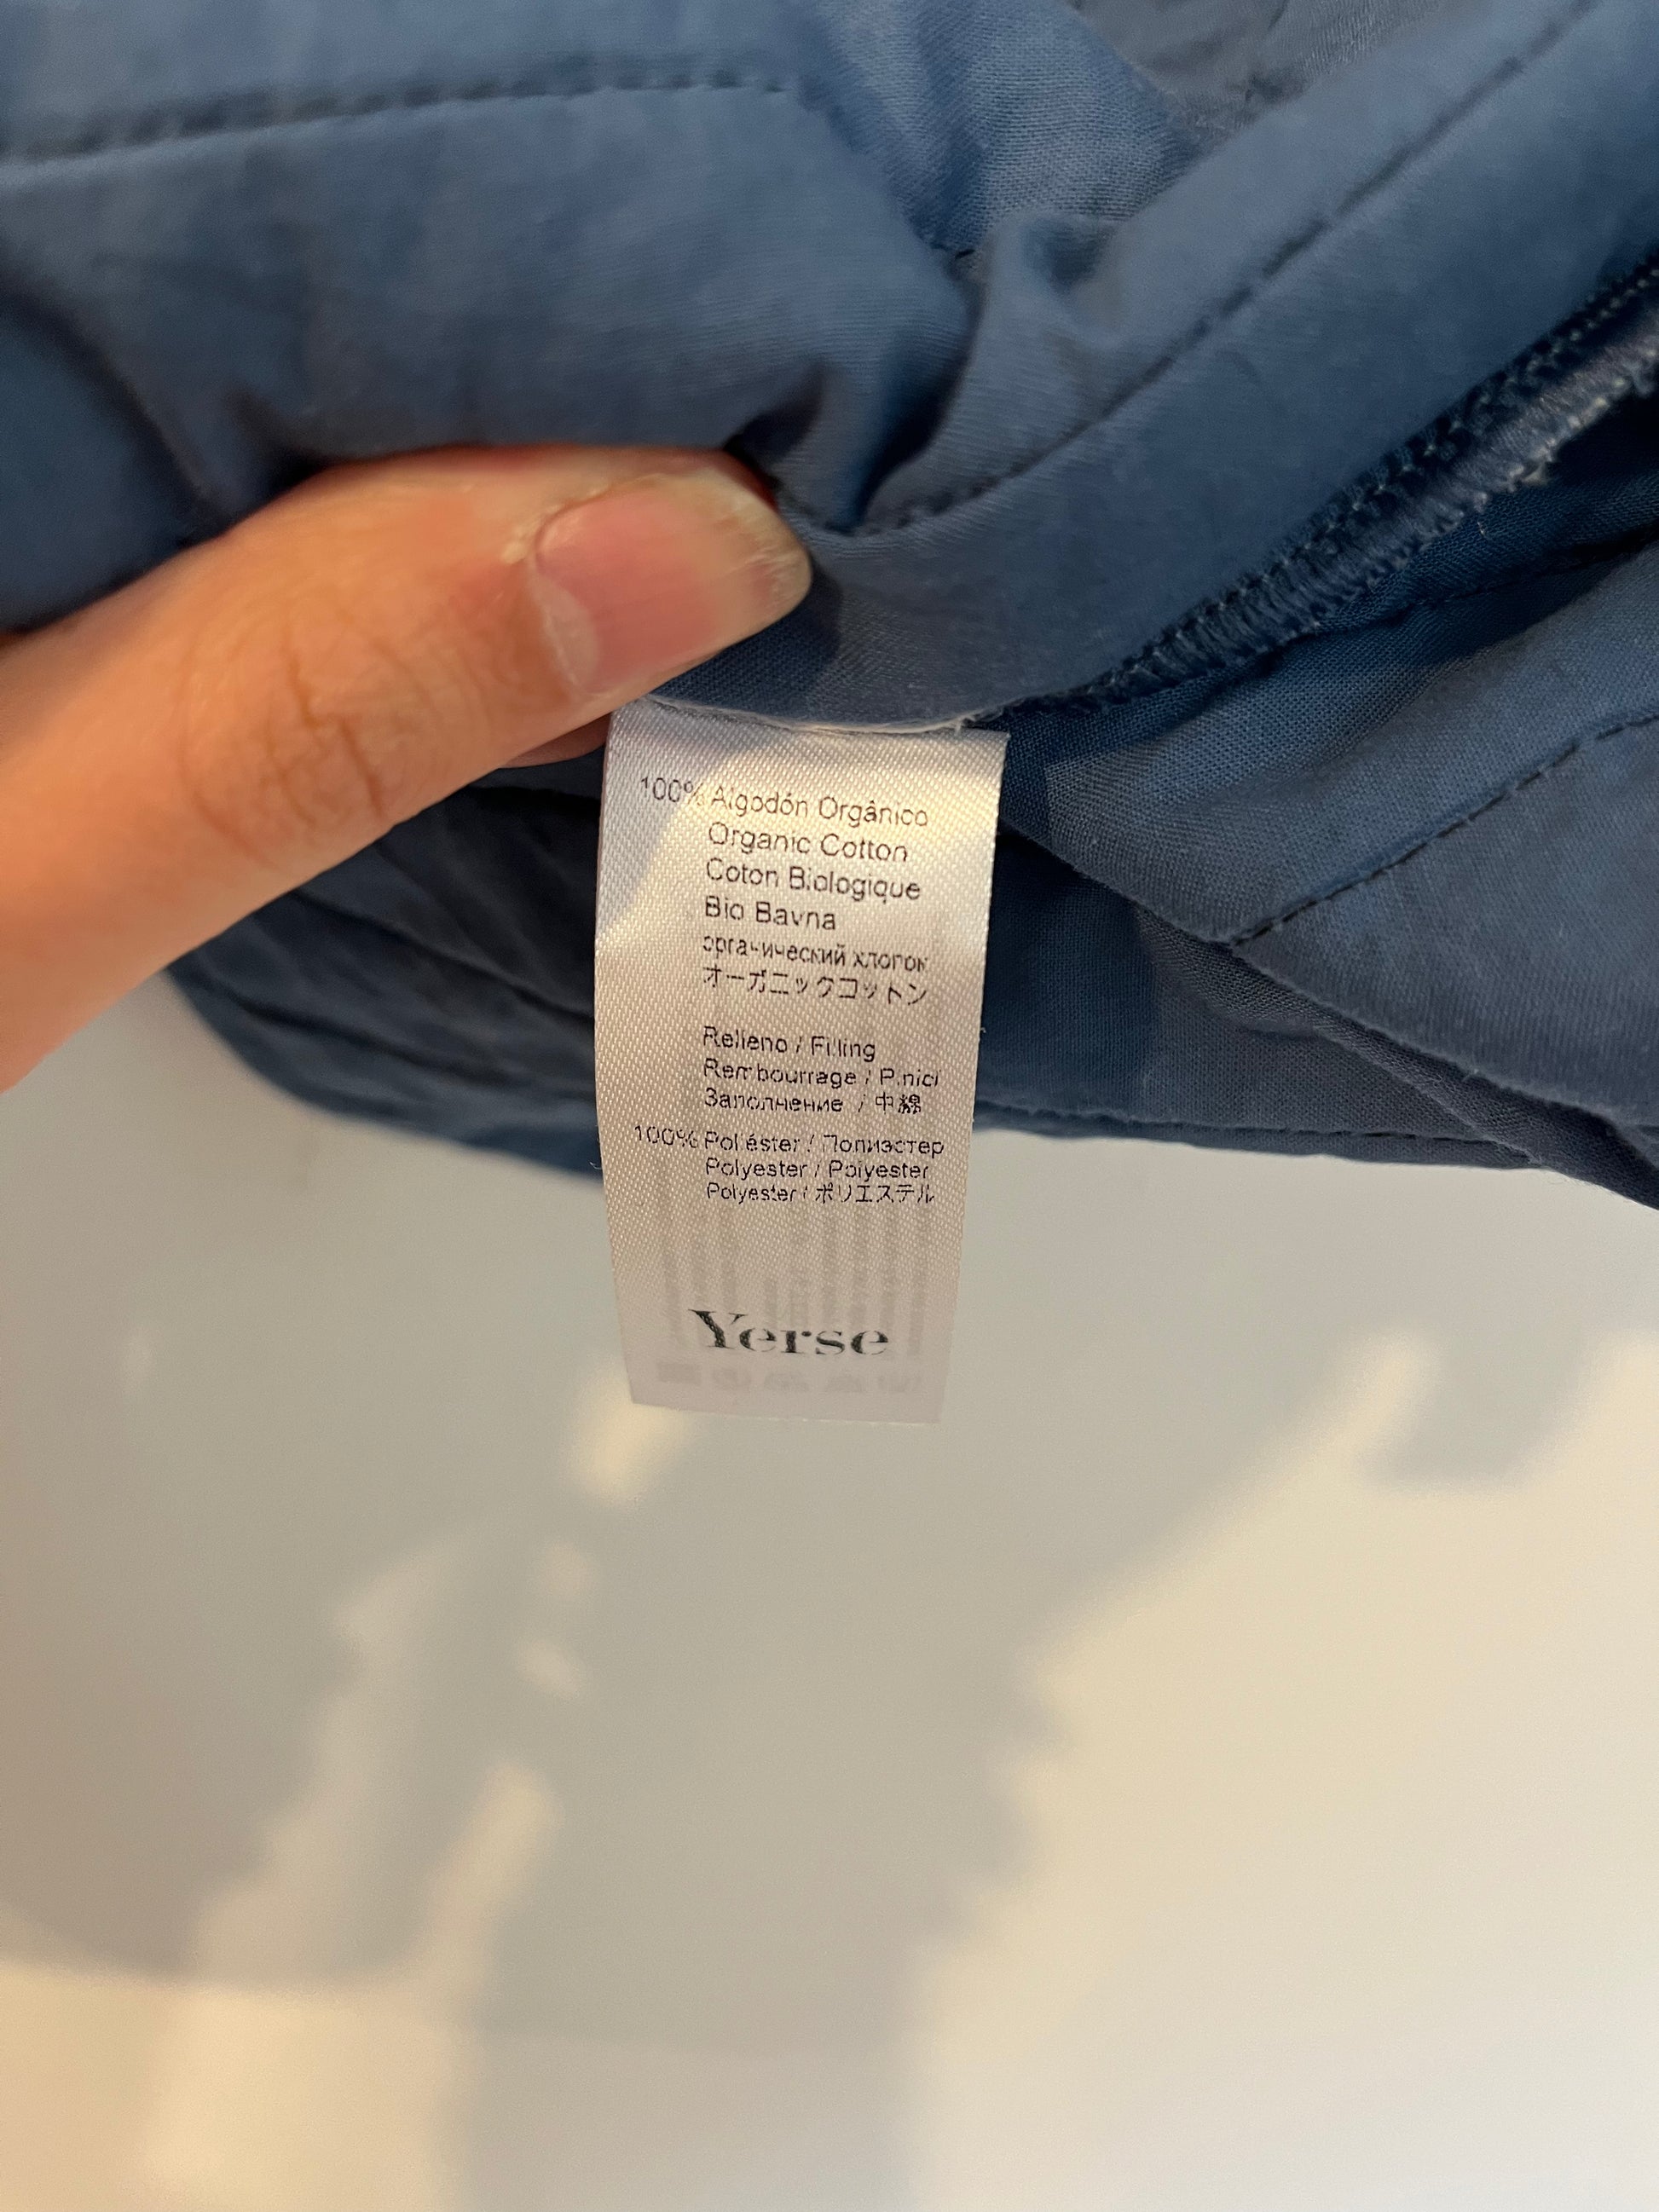 100% Algodón Orgánico
Organic Cotton
Coton Biologique
Bio Bavna
органический хлопок
オーガニックコットン
Relleno / Filling
Rembourrage / Plnicí
Заполнение / 中綿
100% Poliéster / Полиэстер
Polyester / Polyester
Polyester / ポリエステル
Yerse